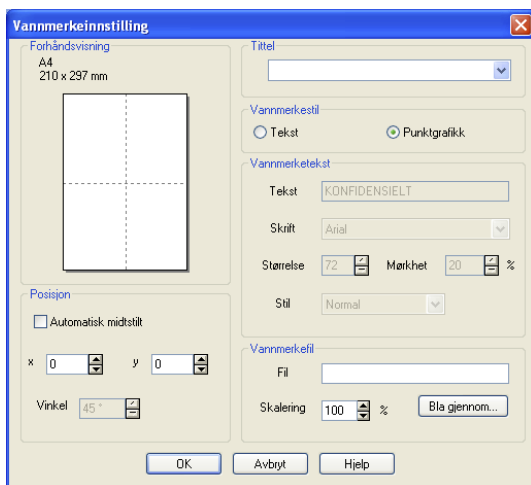 Vannmerkeinnstilling
Forhåndsvisning
A4
210 x 297 mm
Tittel
Vannmerkestil
Tekst
Punktgrafikk
Vannmerketekst
Tekst KONFIDENSIELT
Skrift Arial
Størrelse 72 Mørkhet 20 %
Stil Normal
Posisjon
Automatisk midtstilt
x 0 y 0
Vinkel 45 °
Vannmerkefil
Fil
Skalering 100 % Bla gjennom...
OK Avbryt Hjelp